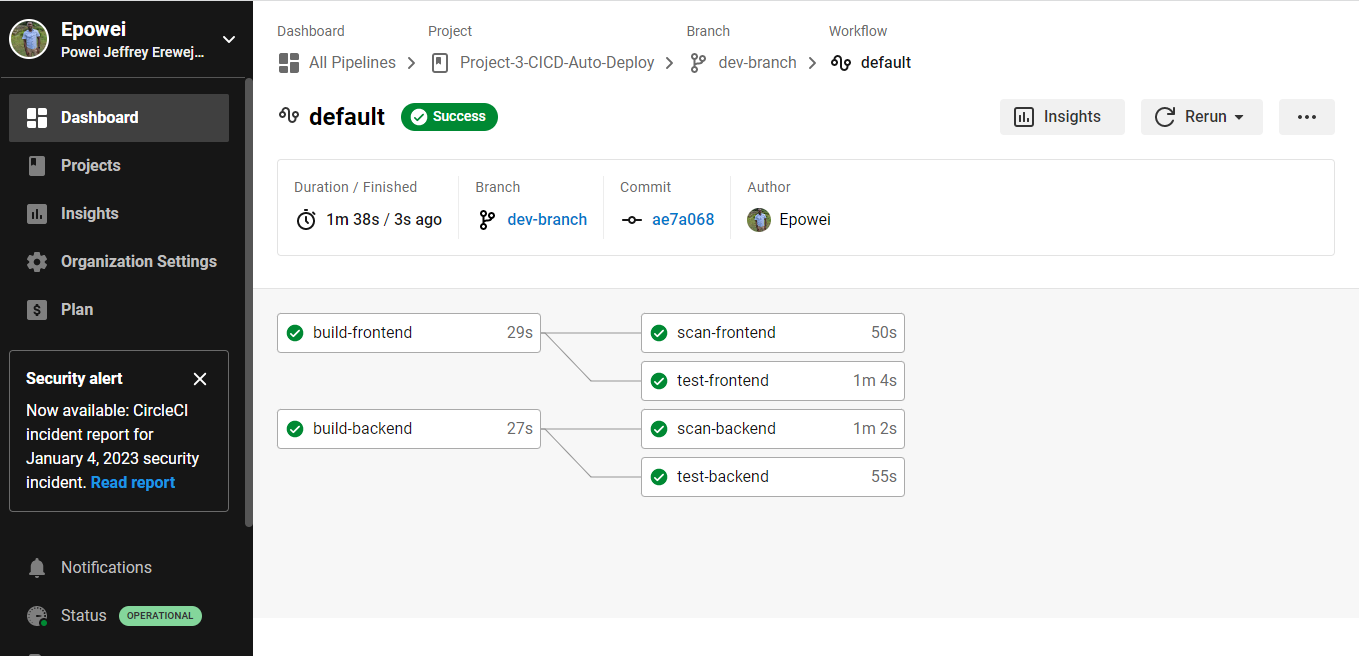 Epowei
Powei Jeffrey Erewej...
Dashboard
Projects
Insights
Organization Settings
Plan
Security alert
Now available: CircleCI
incident report for
January 4, 2023 security
incident. Read report
Notifications
Status OPERATIONAL
Dashboard Project Branch Workflow
All Pipelines Project-3-CICD-Auto-Deploy dev-branch default
default Success Insights Rerun
Duration / Finished Branch Commit Author
1m 38s / 3s ago dev-branch ae7a068 Epowei
build-frontend 29s scan-frontend 50s
test-frontend 1m 4s
build-backend 27s scan-backend 1m 2s
test-backend 55s